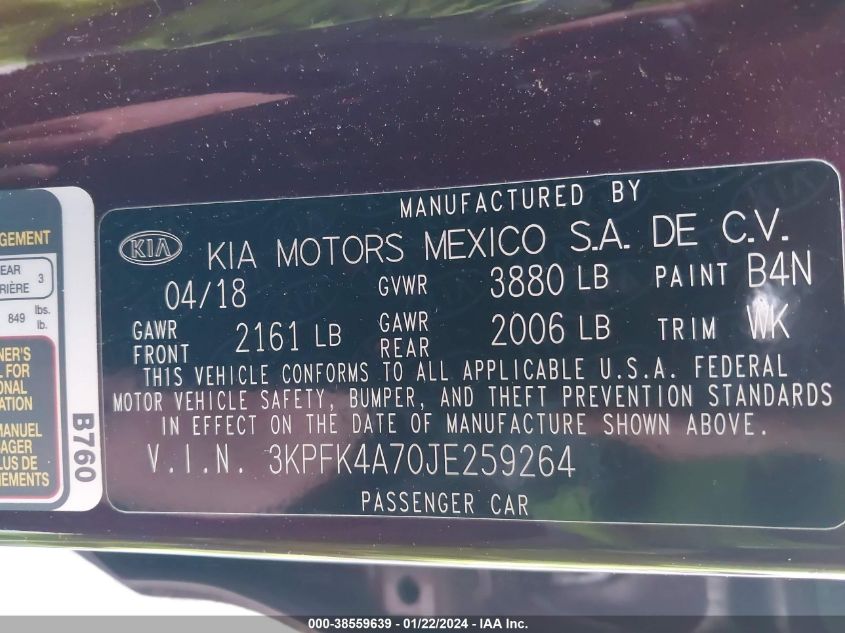 GEMENT
EAR 3
RIÈRE
849 lbs.
lb.
NER'S
L FOR
ONAL
ATION
MANUEL
AGER
LUS DE
NEMENTS
B760
MANUFACTURED BY
KIA KIA MOTORS MEXICO S.A. DE C.V.
04/18 GVWR 3880 LB PAINT B4N
GAWR FRONT 2161 LB GAWR REAR 2006 LB TRIM WK
THIS VEHICLE CONFORMS TO ALL APPLICABLE U.S.A. FEDERAL
MOTOR VEHICLE SAFETY, BUMPER, AND THEFT PREVENTION STANDARDS
IN EFFECT ON THE DATE OF MANUFACTURE SHOWN ABOVE.
V.I.N. 3KPFK4A70JE259264
PASSENGER CAR
000-38559639 - 01/22/2024 - IAA Inc.